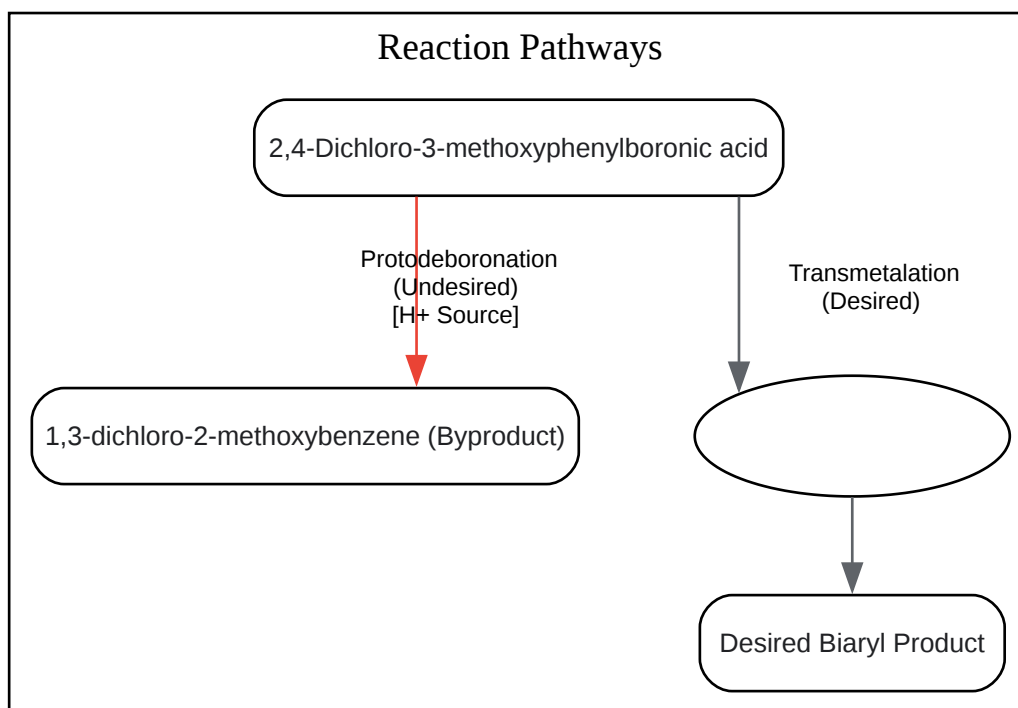 Reaction Pathways
2,4-Dichloro-3-methoxyphenylboronic acid
Protodeboronation
(Undesired)
[H+ Source]
Transmetalation
(Desired)
1,3-dichloro-2-methoxybenzene (Byproduct)
Desired Biaryl Product